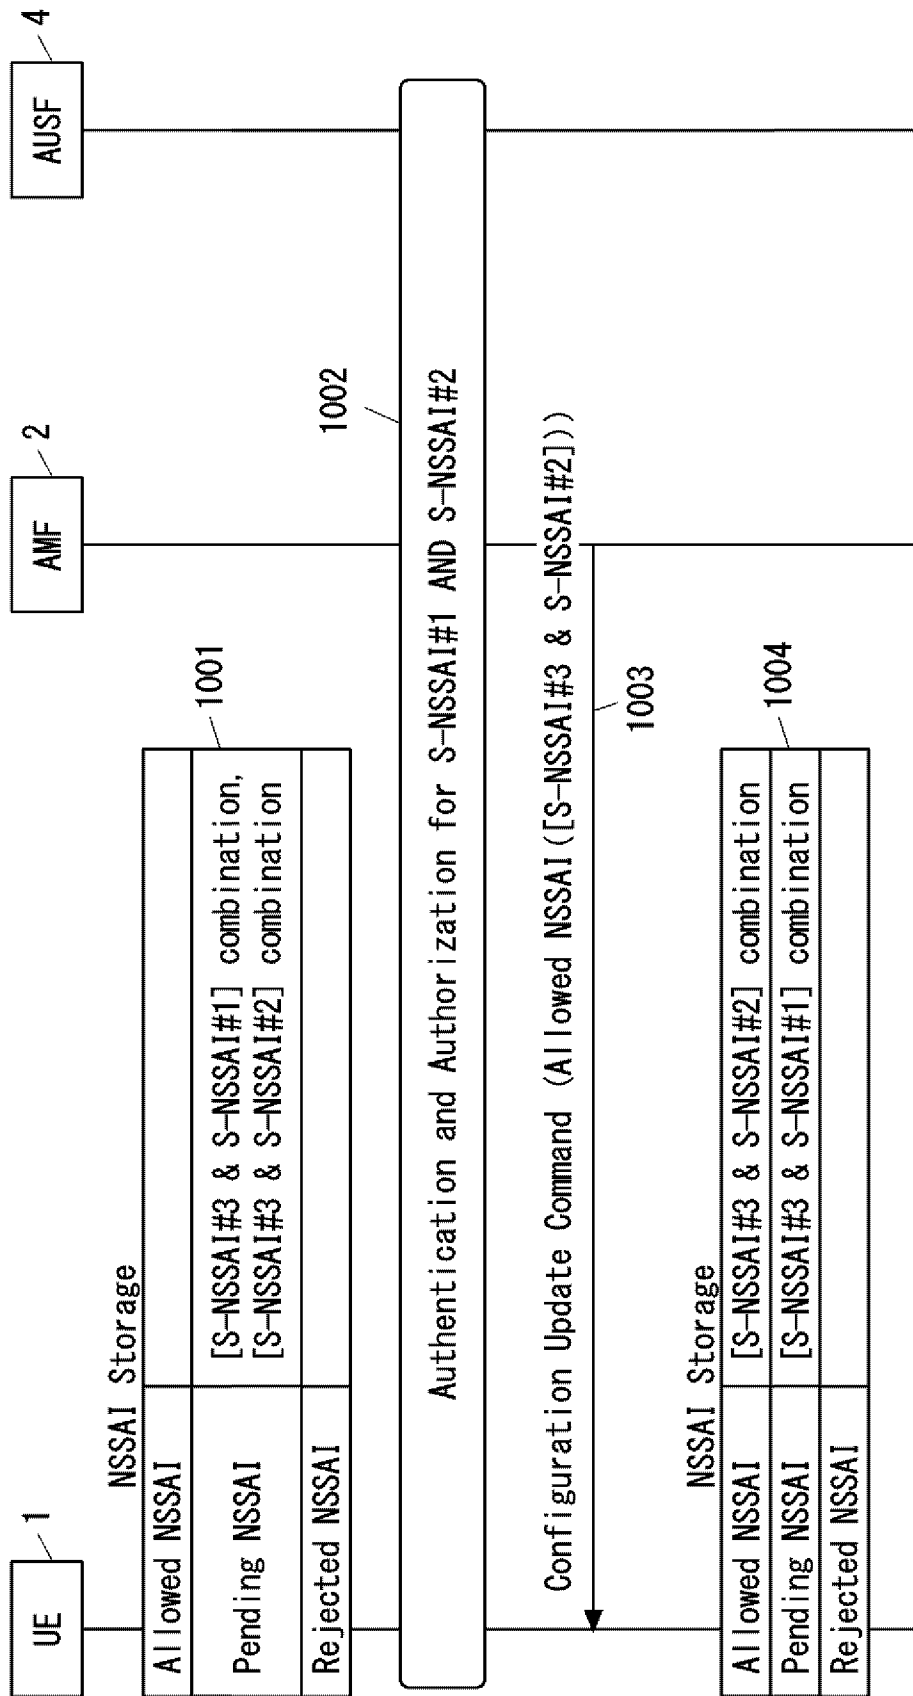 UE
1
AMF
2
AUSF
4
NSSAI Storage
1001
Allowed NSSAI
Pending NSSAI
[S-NSSAI#3 & S-NSSAI#1] combination,
[S-NSSAI#3 & S-NSSAI#2] combination
Rejected NSSAI
1002
Authentication and Authorization for S-NSSAI#1 AND S-NSSAI#2
Configuration Update Command (Allowed NSSAI([S-NSSAI#3 & S-NSSAI#2]))
1003
NSSAI Storage
1004
Allowed NSSAI [S-NSSAI#3 & S-NSSAI#2] combination
Pending NSSAI [S-NSSAI#3 & S-NSSAI#1] combination
Rejected NSSAI